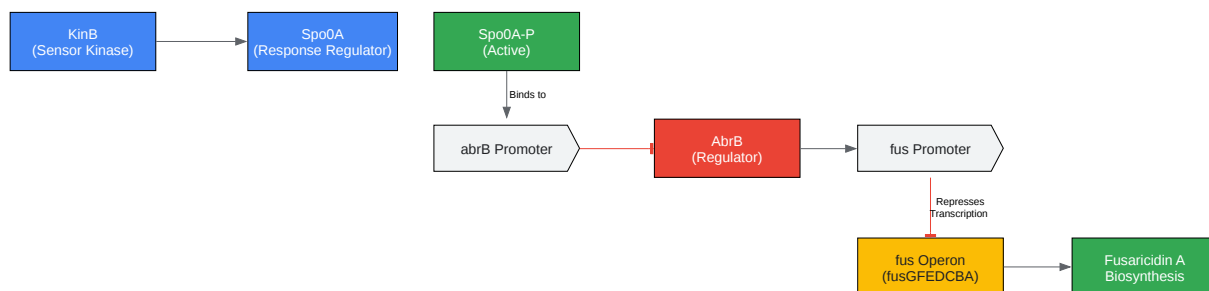 KinB
(Sensor Kinase)
Spo0A
(Response Regulator)
Spo0A-P
(Active)
Binds to
abrB Promoter
AbrB
(Regulator)
fus Promoter
Represses
Transcription
fus Operon
(fusGFEDCBA)
Fusaricidin A
Biosynthesis